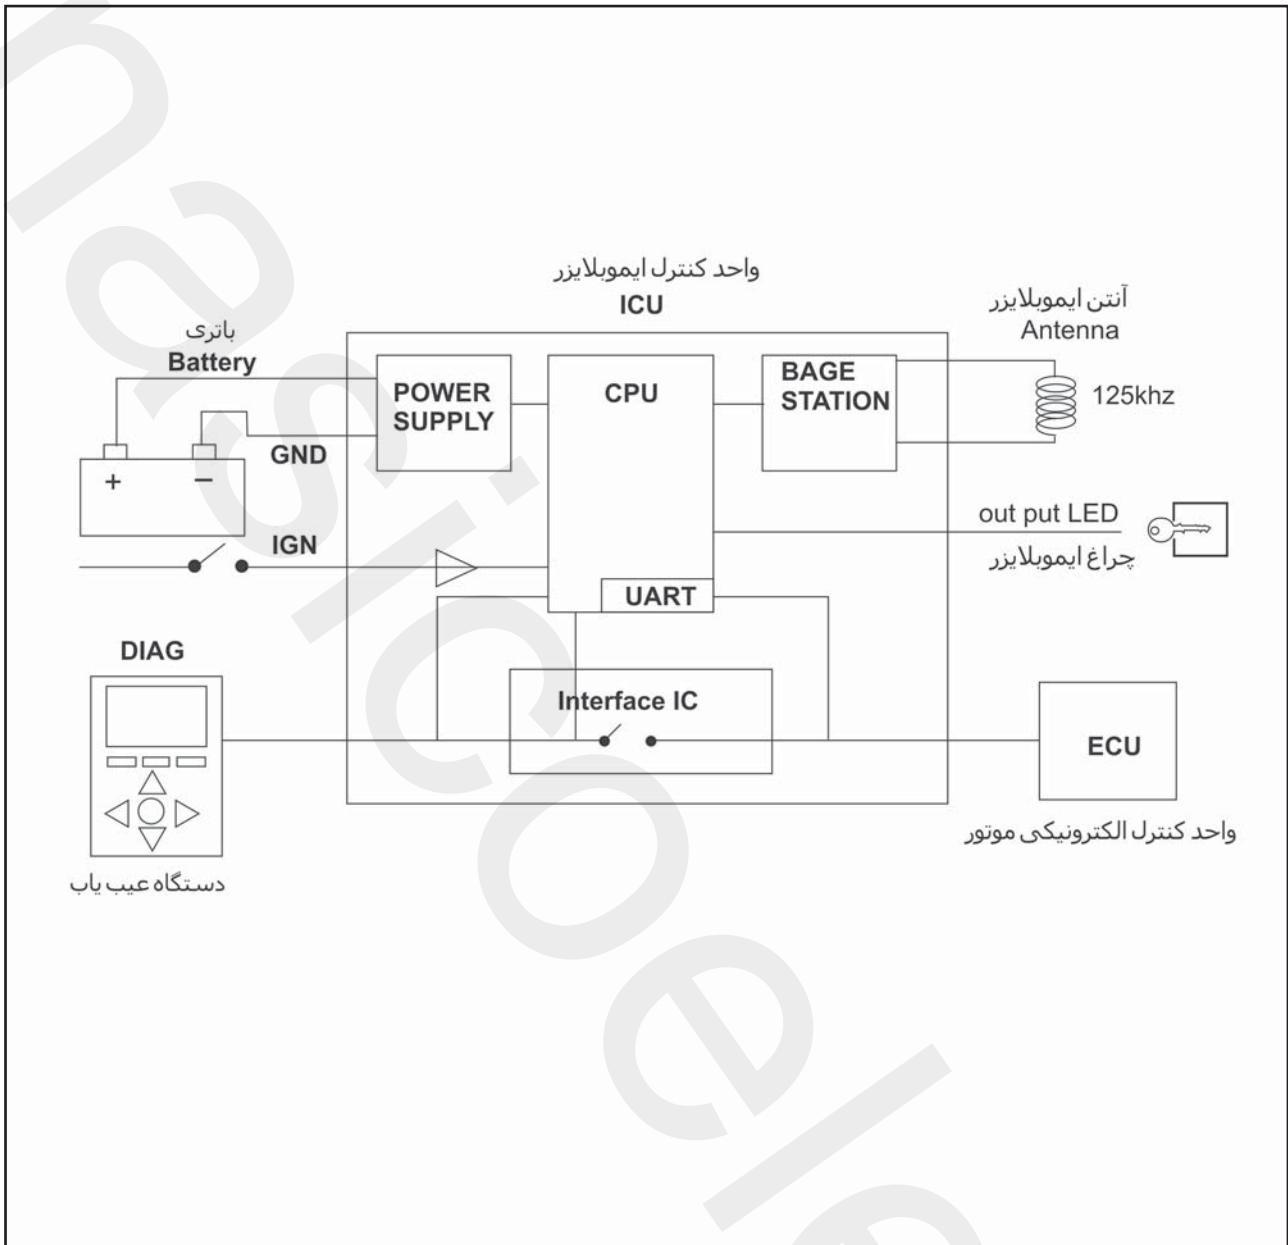 واحد کنترل ایموبلایزر
ICU
آنتن ایموبلایزر
Antenna
باتری
Battery
POWER
SUPPLY
CPU
BAGE
STATION
125khz
GND
+
−
out put LED
IGN
چراغ ایموبلایزر
UART
DIAG
Interface IC
ECU
واحد کنترل الکترونیکی موتور
دستگاه عیب یاب